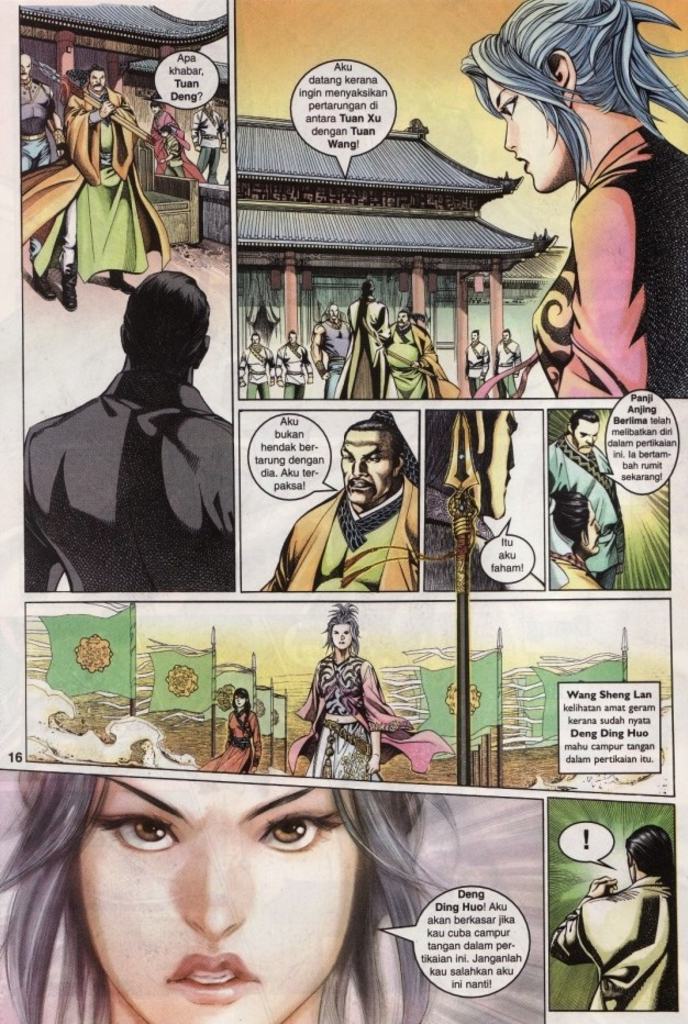 Apa
khabar,
Tuan
Deng?
Aku
datang kerana
ingin menyaksikan
pertarungan di
antara Tuan Xu
dengan Tuan
Wang!
Aku
bukan
hendak ber-
tarung dengan
dia. Aku ter-
paksa!
Itu
aku
faham!
Panji
Anjing
Berlima telah
melibatkan diri
dalam pertikaian
ini. Ia bertam-
bah rumit
sekarang!
Wang Sheng Lan
kelihatan amat geram
kerana sudah nyata
Deng Ding Huo
mahu campur tangan
dalam pertikaian itu.
16
Deng
Ding Huo! Aku
akan berkasar jika
kau cuba campur
tangan dalam per-
tikaian ini. Janganlah
kau salahkan aku
ini nanti!
!